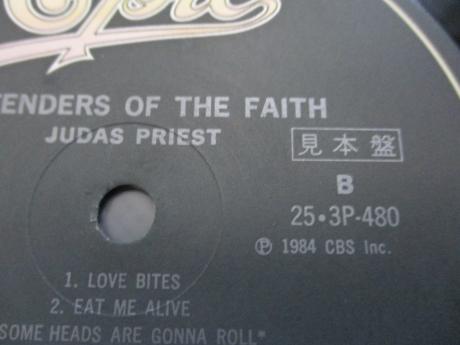 Epic
FENDERS OF THE FAITH
JUDAS PRIEST
見本盤
B
25•3P-480
Ⓟ 1984 CBS Inc.
1. LOVE BITES
2. EAT ME ALIVE
SOME HEADS ARE GONNA ROLL*